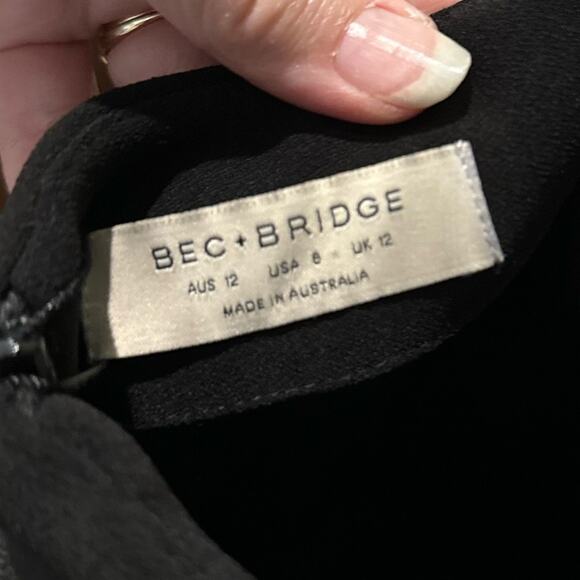 BEC+BRIDGE
AUS 12 USA 8 UK 12
MADE IN AUSTRALIA